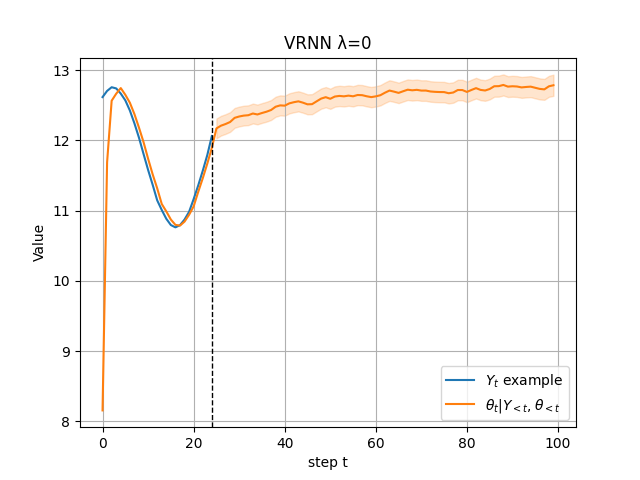 VRNN λ=0
Value
13
12
11
10
9
8
0
20
40
60
80
100
step t
Y_t example
θ_t|Y_{<t}, θ_{<t}